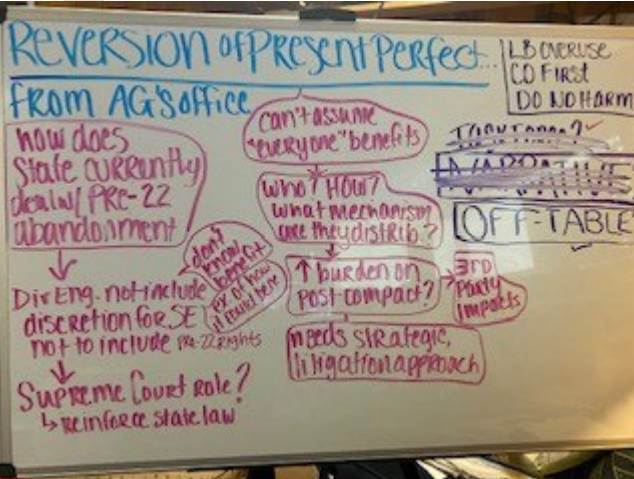 REVERSION of PRESENT PERFECT...
from AG'S office
LB OVERUSE
CO FIRST
DO NO HARM
NARRATIVE
OFF-TABLE
how does
State currently
deal w/ PRE-22
abandonment
Dir Eng. not include
discretion for SE
not to include PRE-22 Rights
Supreme Court Role?
↳ reinforce state law
don't
know
benefit
or how
it could be
can't assume
"everyone" benefits
Who? HOW?
what mechanism
are they distrib.?
↑ burden on
post-compact?
3RD
Party
impacts
needs strategic,
litigation approach